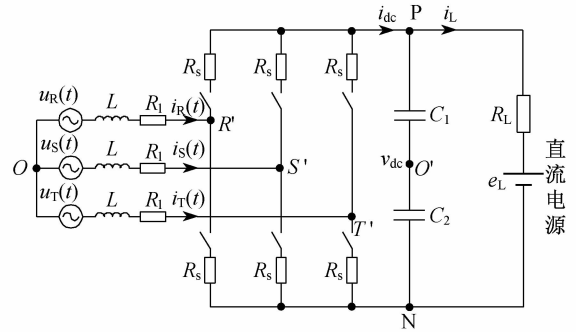 i_dc P i_L
R_s R_s R_s
u_R(t) L R_1 i_R(t) R' C_1 R_L
u_S(t) L R_1 i_S(t) S' v_dc O' e_L 直流电源
O
u_T(t) L R_1 i_T(t) T' C_2
R_s R_s R_s
N